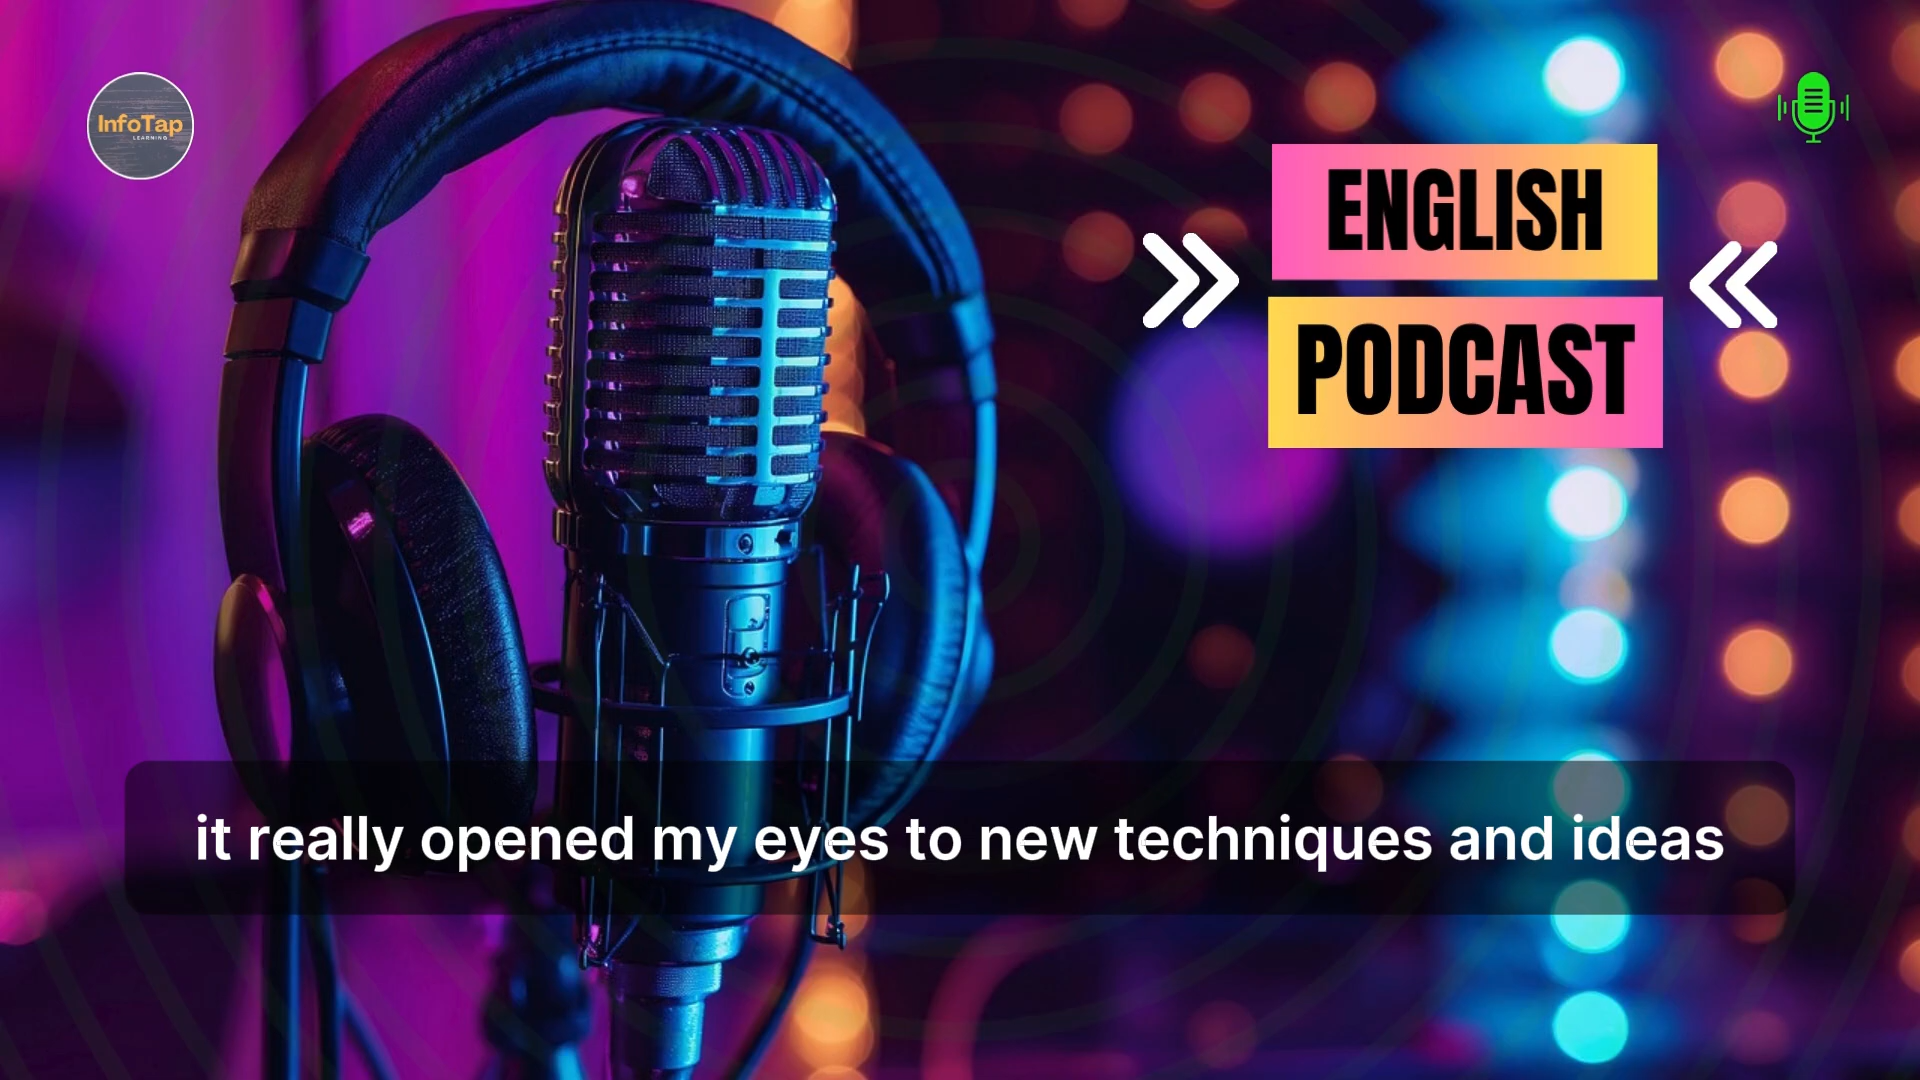 InfoTap
LEARNING
ENGLISH
PODCAST
it really opened my eyes to new techniques and ideas